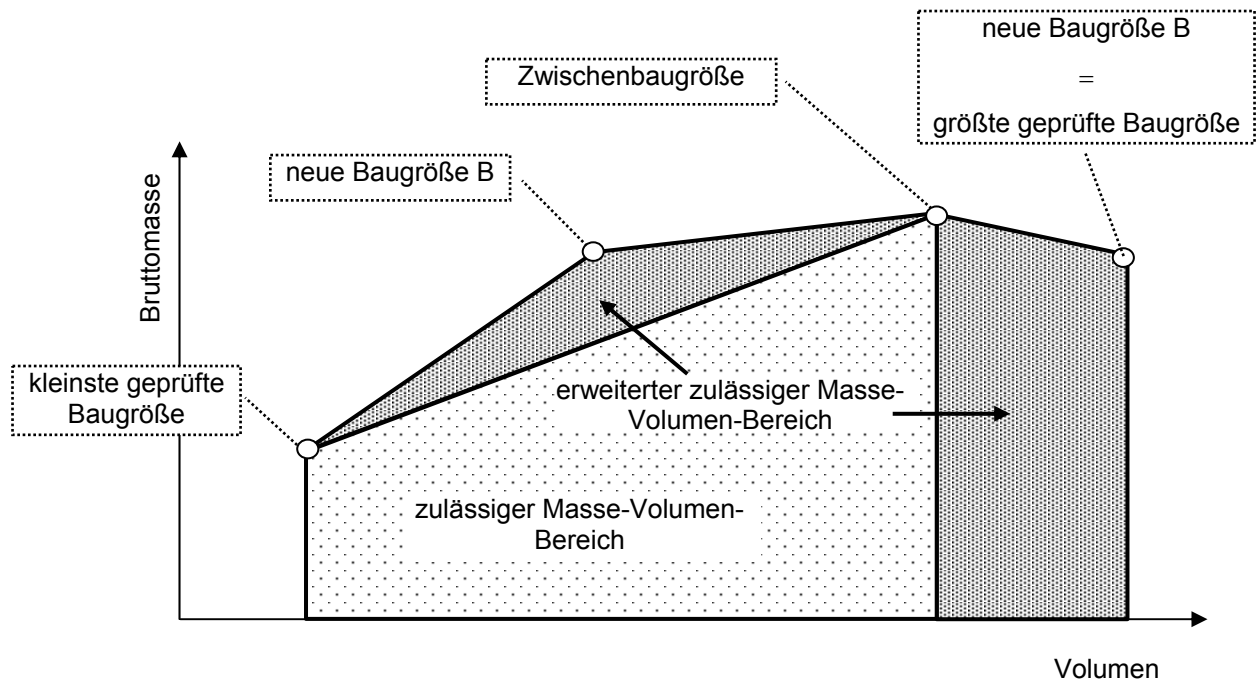 neue Baugröße B
=
größte geprüfte Baugröße
Zwischenbaugröße
neue Baugröße B
Bruttomasse
kleinste geprüfte
Baugröße
erweiterter zulässiger Masse-
Volumen-Bereich
zulässiger Masse-Volumen-
Bereich
Volumen